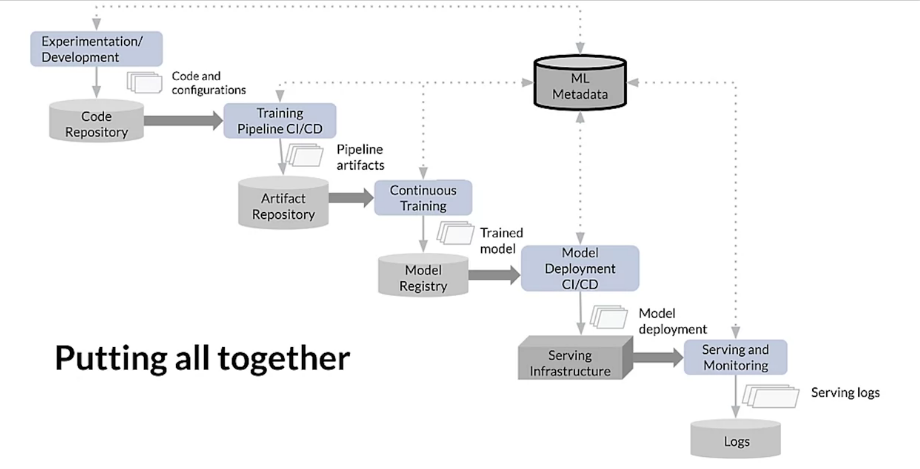 Experimentation/
Development
Code and
configurations
ML
Metadata
Code
Repository
Training
Pipeline CI/CD
Pipeline
artifacts
Artifact
Repository
Continuous
Training
Trained
model
Model
Registry
Model
Deployment
CI/CD
Model
deployment
Putting all together
Serving
Infrastructure
Serving and
Monitoring
Serving logs
Logs